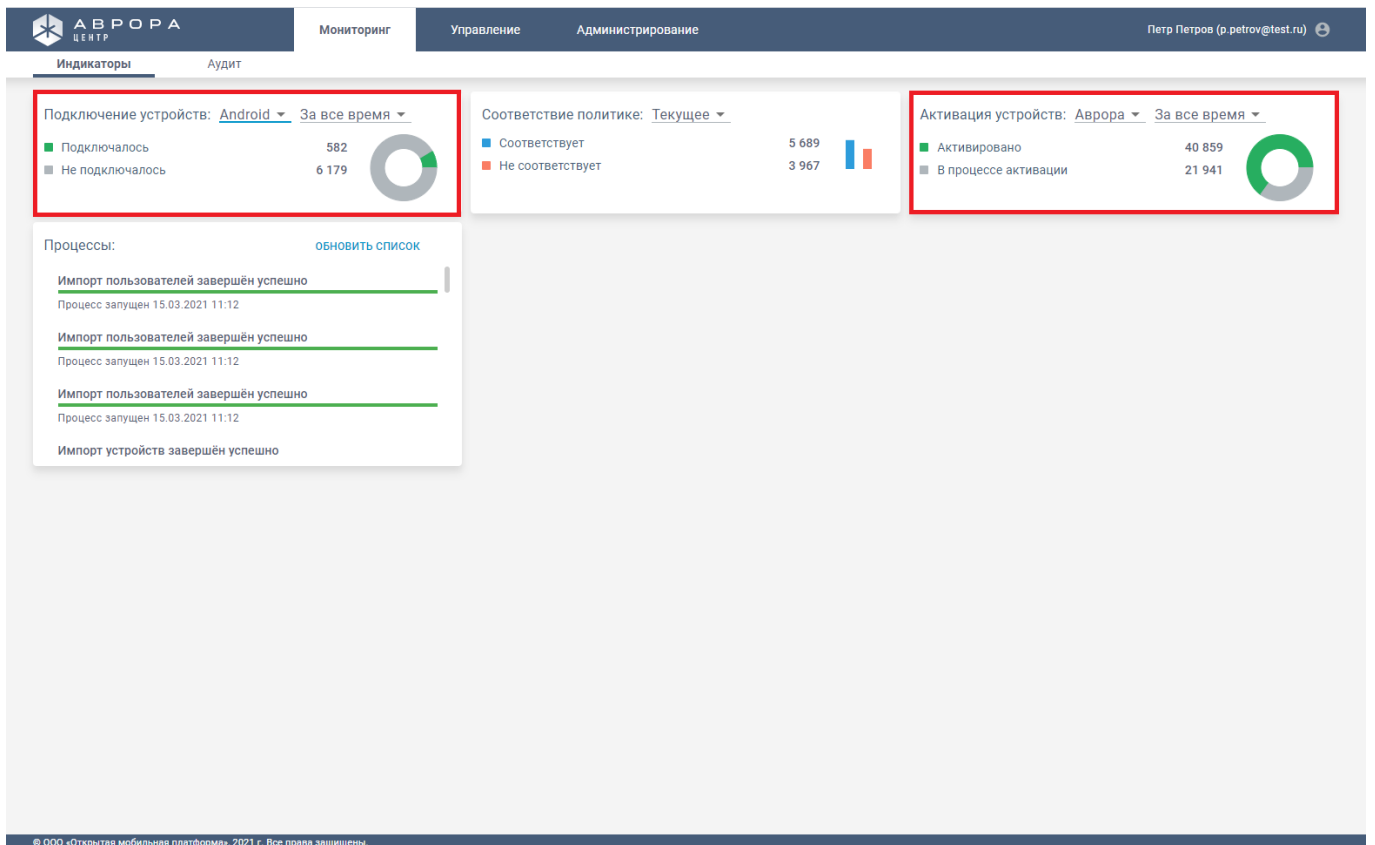 АВРОРА
ЦЕНТР
Мониторинг
Управление
Администрирование
Петр Петров (p.petrov@test.ru)
Индикаторы
Аудит
Подключение устройств: Android За все время
Подключалось 582
Не подключалось 6 179
Соответствие политике: Текущее
Соответствует 5 689
Не соответствует 3 967
Активация устройств: Аврора За все время
Активировано 40 859
В процессе активации 21 941
Процессы: ОБНОВИТЬ СПИСОК
Импорт пользователей завершён успешно
Процесс запущен 15.03.2021 11:12
Импорт пользователей завершён успешно
Процесс запущен 15.03.2021 11:12
Импорт пользователей завершён успешно
Процесс запущен 15.03.2021 11:12
Импорт устройств завершён успешно
© ООО «Открытая мобильная платформа», 2021 г. Все права защищены.